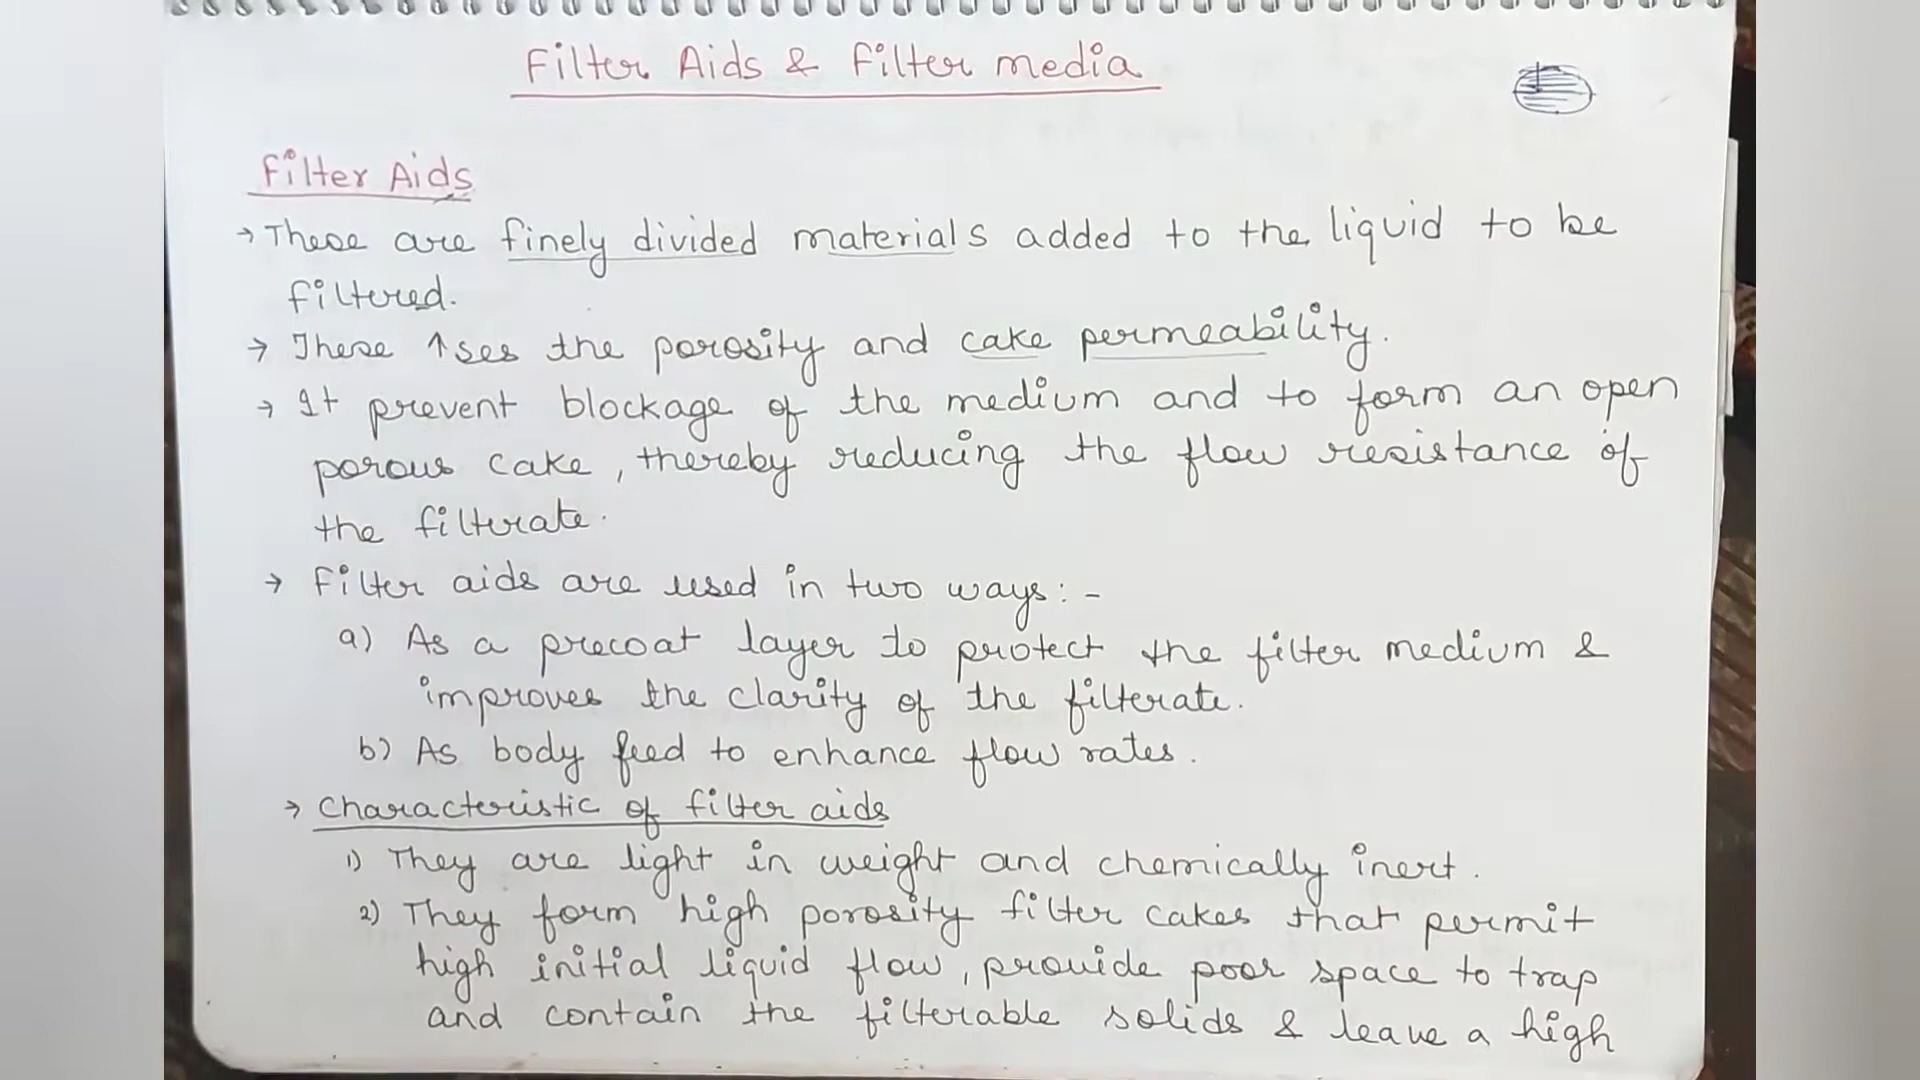 Filter Aids & Filter media
Filter Aids
→ These are finely divided materials added to the liquid to be
filtered.
→ These ↑ses the porosity and cake permeability.
→ It prevent blockage of the medium and to form an open
porous cake, thereby reducing the flow resistance of
the filterate.
→ Filter aids are used in two ways:-
a) As a precoat layer to protect the filter medium &
improves the clarity of the filterate.
b) As body feed to enhance flow rates.
→ Characteristic of filter aids
1) They are light in weight and chemically inert.
2) They form high porosity filter cakes that permit
high initial liquid flow, provide poor space to trap
and contain the filterable solids & leave a high